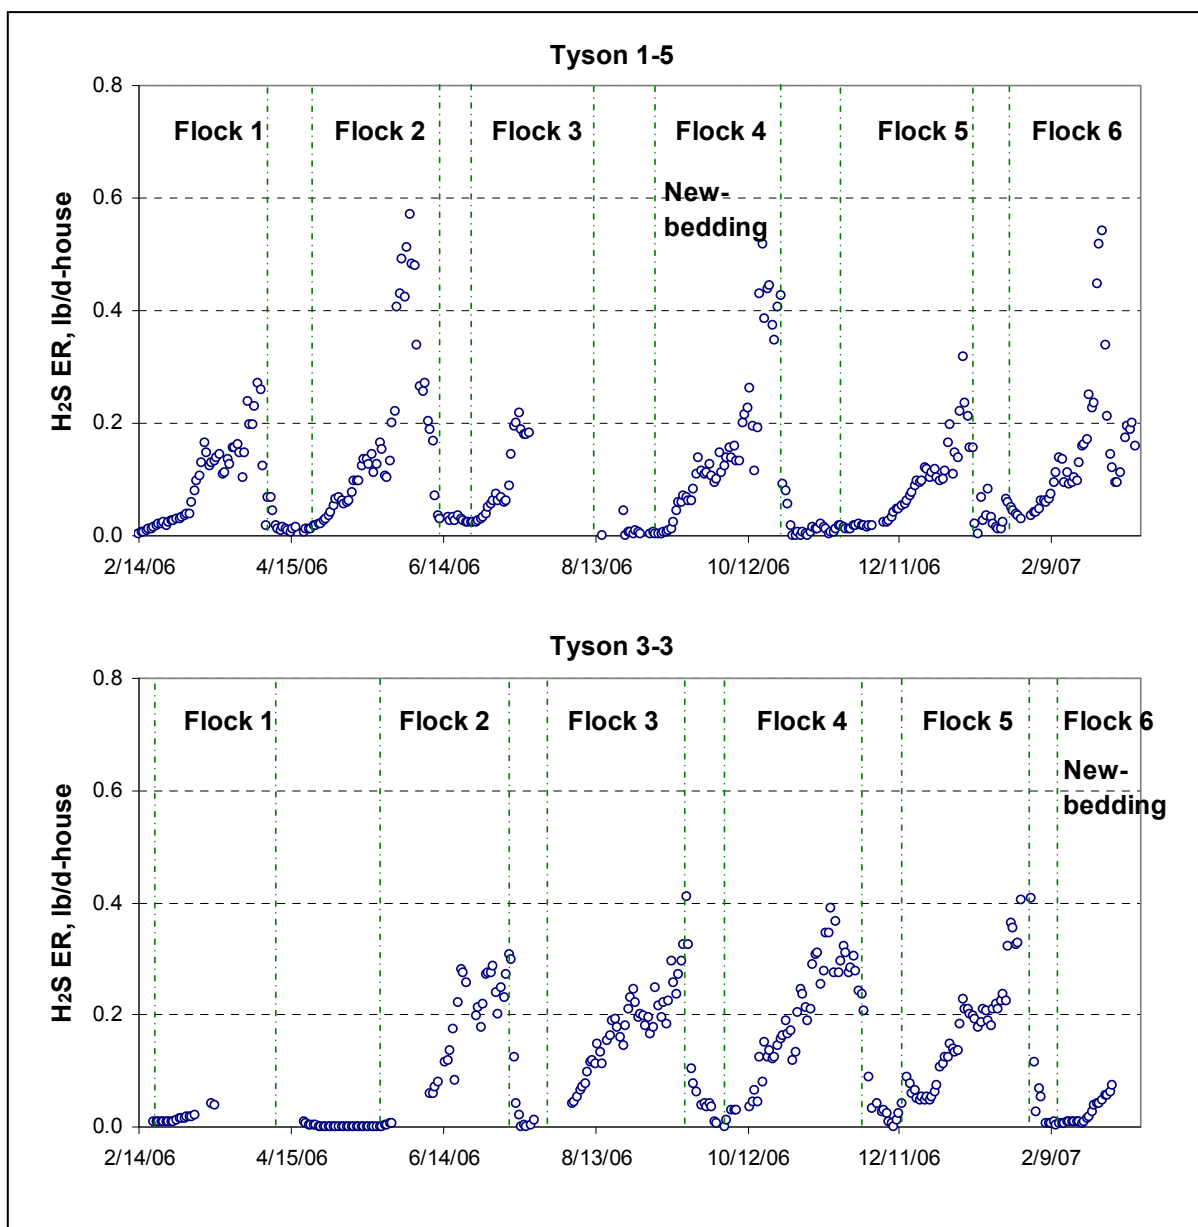 Tyson 1-5
0.8
Flock 1 Flock 2 Flock 3 Flock 4 Flock 5 Flock 6
0.6
New-
bedding
0.4
0.2
0.0
H2S ER, lb/d-house
2/14/06 4/15/06 6/14/06 8/13/06 10/12/06 12/11/06 2/9/07
Tyson 3-3
0.8
Flock 1 Flock 2 Flock 3 Flock 4 Flock 5 Flock 6
New-
bedding
0.6
0.4
0.2
0.0
H2S ER, lb/d-house
2/14/06 4/15/06 6/14/06 8/13/06 10/12/06 12/11/06 2/9/07